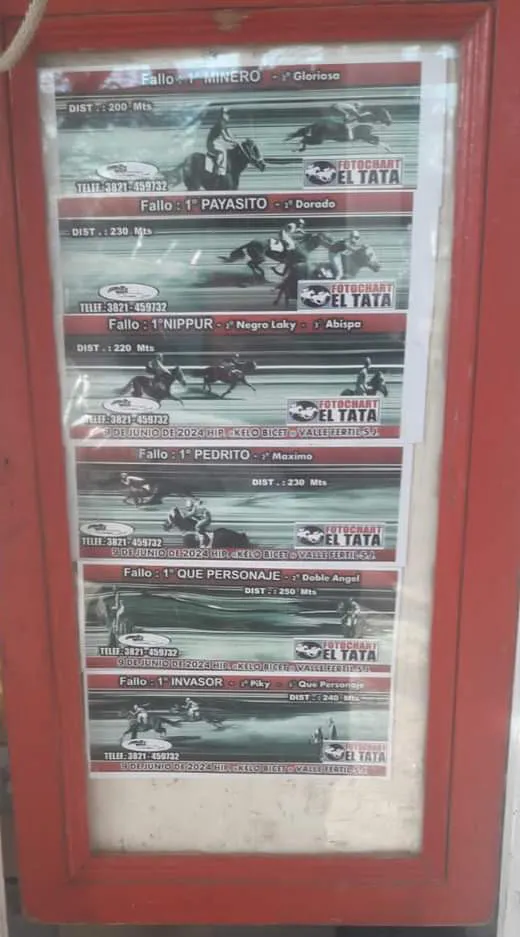 Fallo : 1° MINERO - 2° Gloriosa
DIST . : 200 Mts
TELEF.: 3821-459732
FOTOCHART
EL TATA
Fallo : 1° PAYASITO - 2° Dorado
DIST . : 230 Mts
TELEF.: 3821-459732
FOTOCHART
EL TATA
Fallo : 1°NIPPUR - 2° Negro Laky - 3° Abispa
DIST . : 220 Mts
TELEF.: 3821-459732
FOTOCHART
EL TATA
9 DE JUNIO DE 2024 HIP. «KELO BICET» VALLE FERTIL-S.J.
Fallo : 1° PEDRITO - 2° Maximo
DIST . : 230 Mts
TELEF.: 3821-459732
FOTOCHART
EL TATA
9 DE JUNIO DE 2024 HIP. «KELO BICET» VALLE FERTIL-S.J.
Fallo : 1° QUE PERSONAJE - 2° Doble Angel
DIST . : 250 Mts
TELEF.: 3821-459732
FOTOCHART
EL TATA
9 DE JUNIO DE 2024 HIP. «KELO BICET» VALLE FERTIL-S.J.
Fallo : 1° INVASOR - 2° Piky - 3° Que Personaje
DIST . : 240 Mts
TELEF.: 3821-459732
FOTOCHART
EL TATA
9 DE JUNIO DE 2024 HIP. «KELO BICET» VALLE FERTIL-S.J.